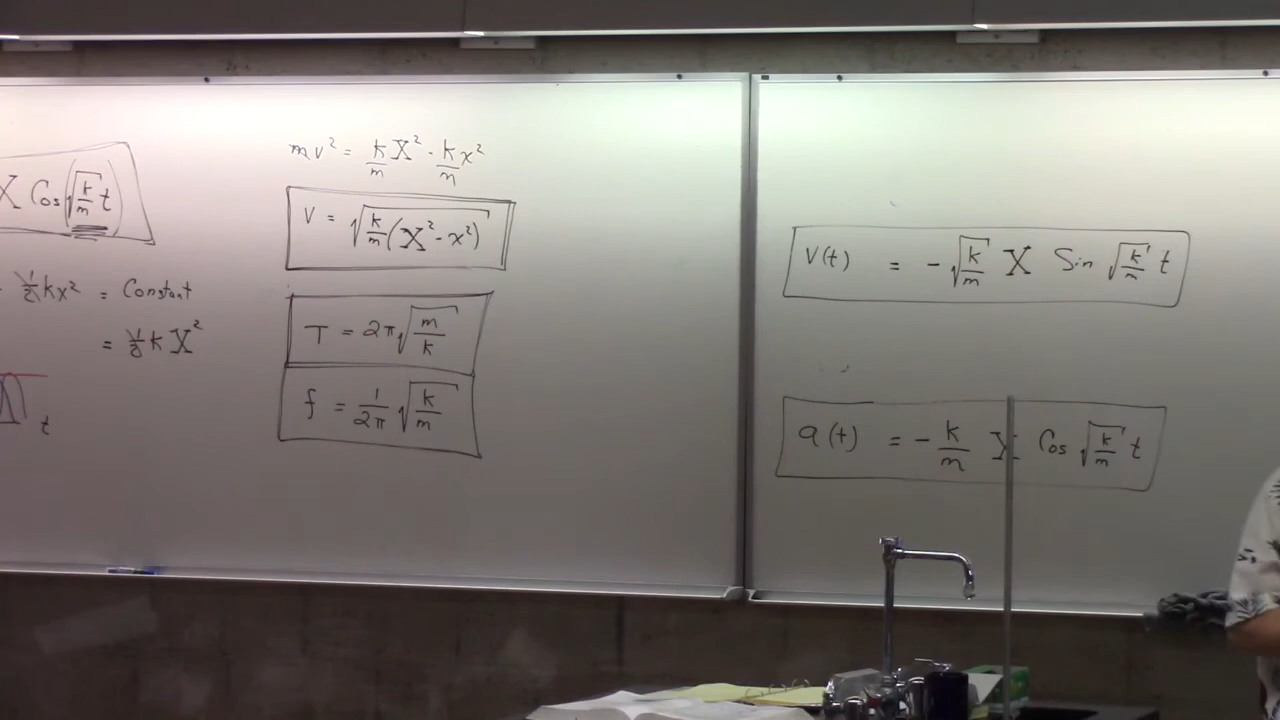 X Cos(√(k/m) t)
½kx² = Constant
= ½kX²
t
mv² = k/m X² - k/m x²
V = √(k/m (X² - x²))
T = 2π√(m/k)
f = 1/2π √(k/m)
V(t) = -√(k/m) X Sin √(k/m) t
a(t) = -k/m X Cos √(k/m) t